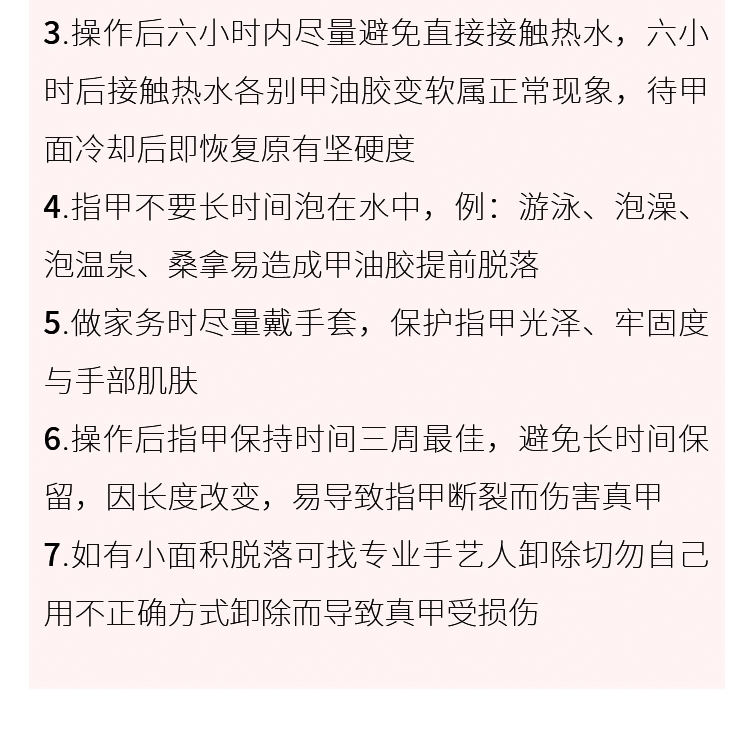 3.操作后六小时内尽量避免直接接触热水，六小
时后接触热水各别甲油胶变软属正常现象，待甲
面冷却后即恢复原有坚硬度
4.指甲不要长时间泡在水中，例：游泳、泡澡、
泡温泉、桑拿易造成甲油胶提前脱落
5.做家务时尽量戴手套，保护指甲光泽、牢固度
与手部肌肤
6.操作后指甲保持时间三周最佳，避免长时间保
留，因长度改变，易导致指甲断裂而伤害真甲
7.如有小面积脱落可找专业手艺人卸除切勿自己
用不正确方式卸除而导致真甲受损伤